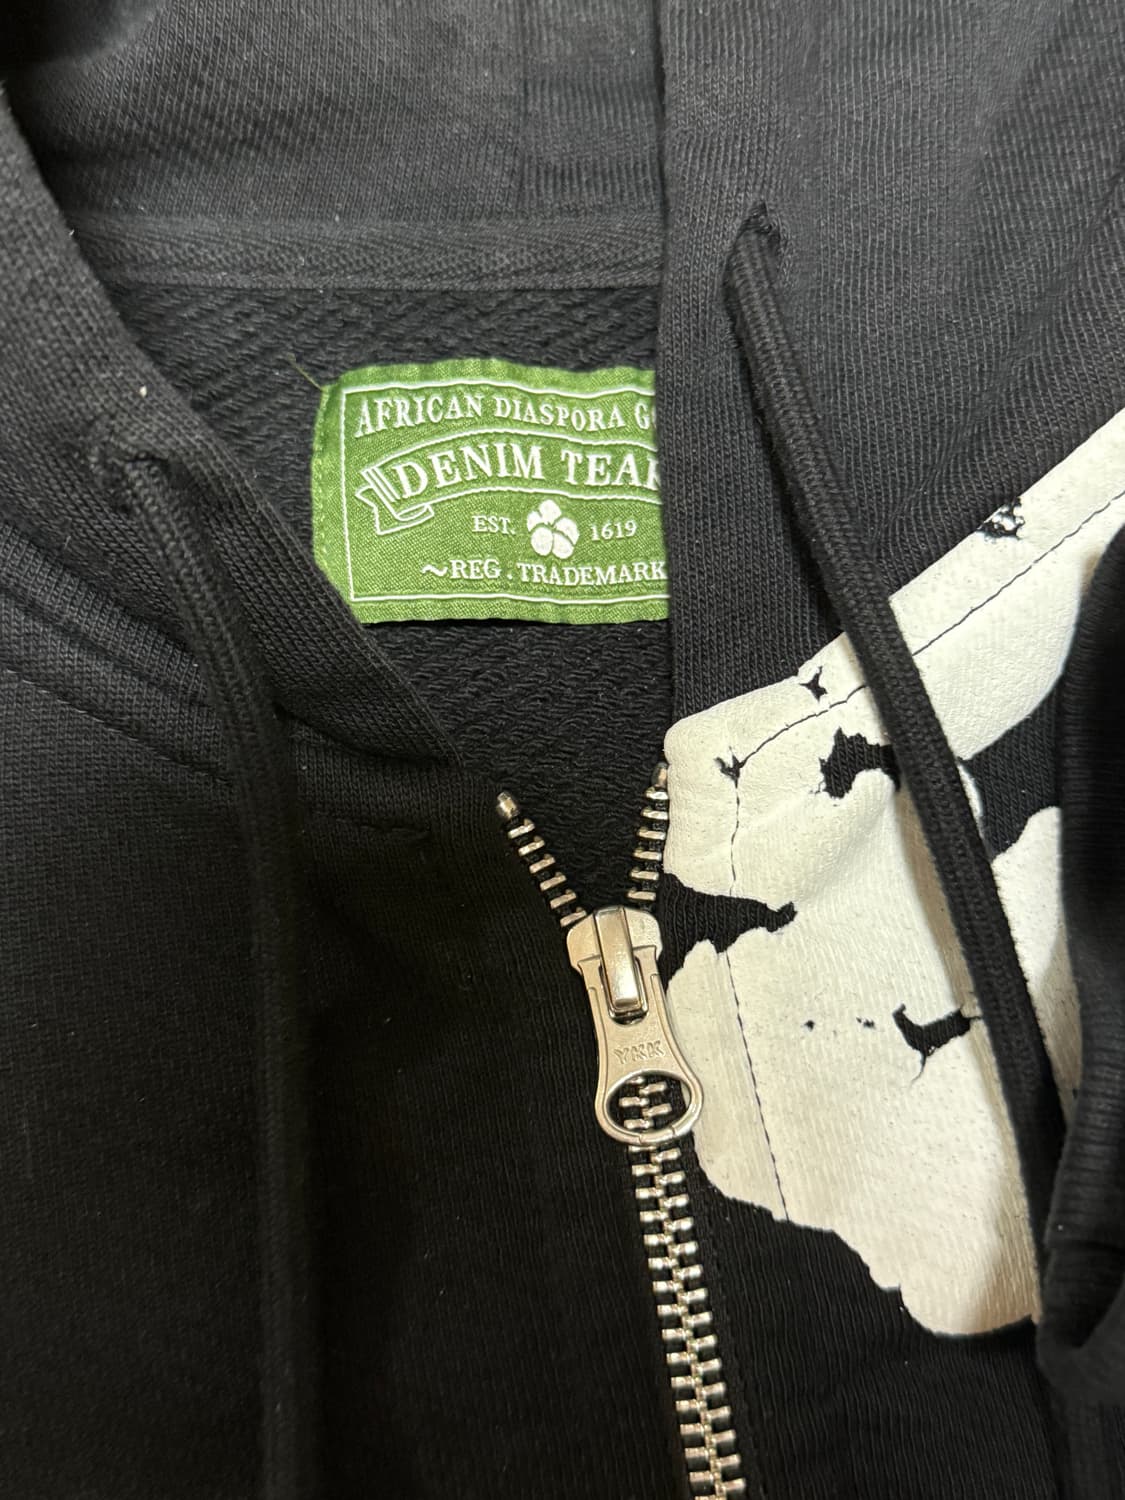 AFRICAN DIASPORA G
DENIM TEAR
EST. 1619
~REG. TRADEMARK
YKK